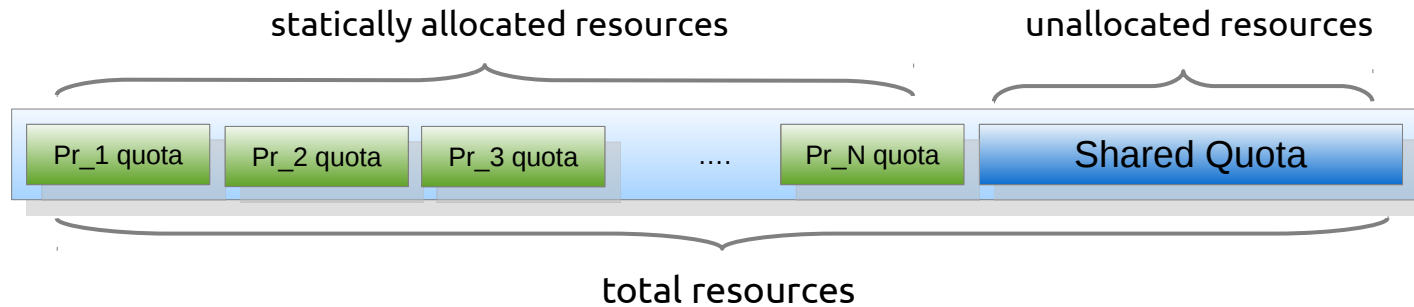 statically allocated resources
unallocated resources
Pr_1 quota
Pr_2 quota
Pr_3 quota
....
Pr_N quota
Shared Quota
total resources